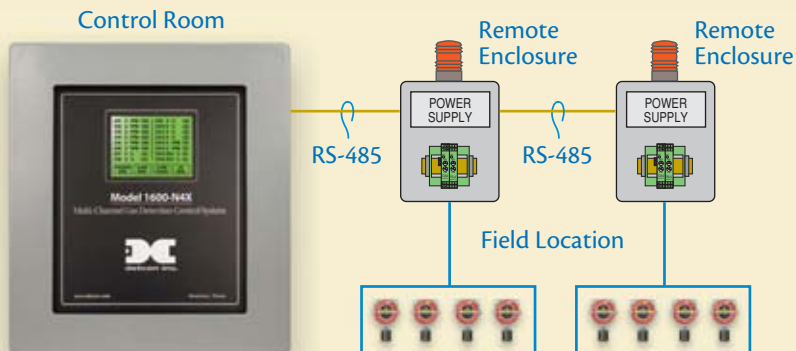 Control Room
Remote
Enclosure
Remote
Enclosure
POWER
SUPPLY
POWER
SUPPLY
RS-485
RS-485
Model 1600-N4X
Multi-Channel Gas Detection Control System
Field Location